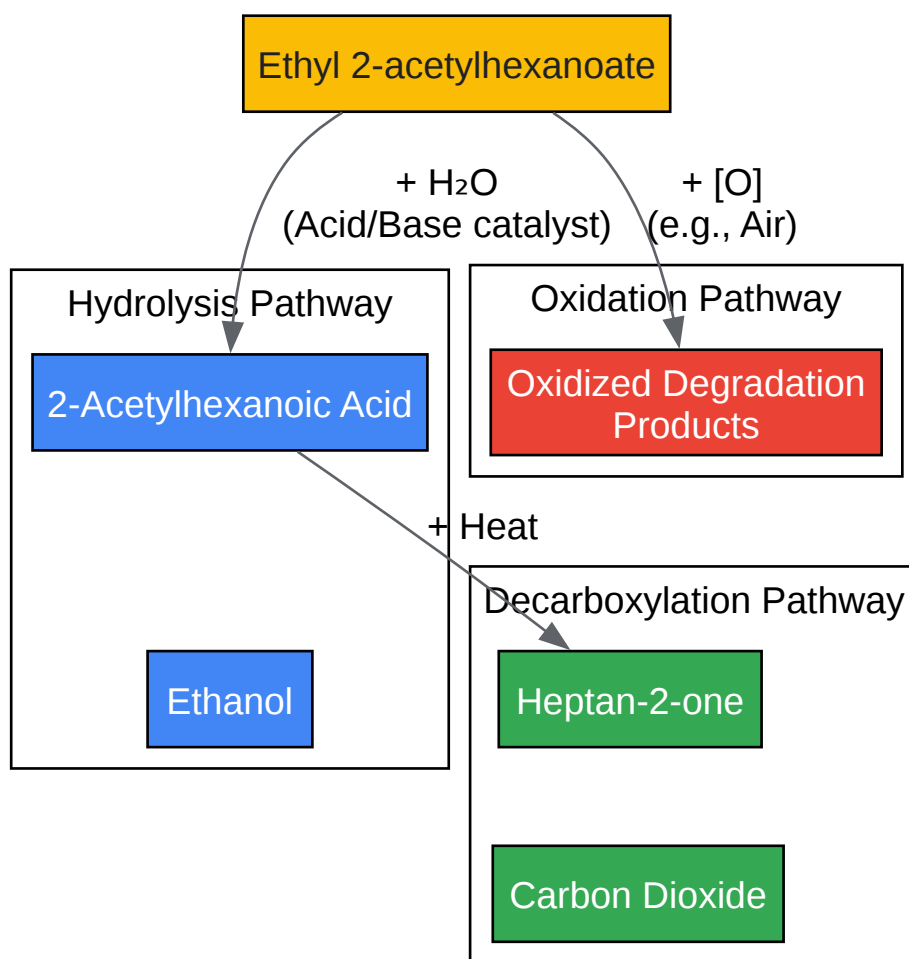 Ethyl 2-acetylhexanoate
+ H₂O
(Acid/Base catalyst)
+ [O]
(e.g., Air)
Hydrolysis Pathway
2-Acetylhexanoic Acid
Ethanol
Oxidation Pathway
Oxidized Degradation
Products
+ Heat
Decarboxylation Pathway
Heptan-2-one
Carbon Dioxide